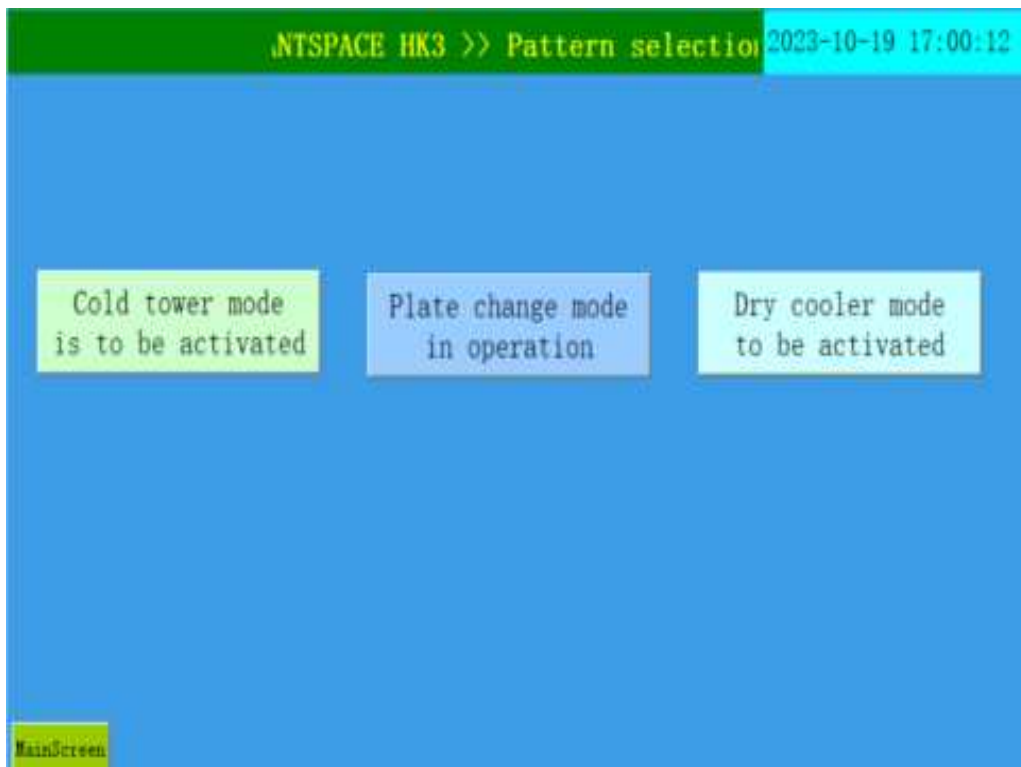 NTSPACE HK3 >> Pattern selection
2023-10-19 17:00:12
Cold tower mode
is to be activated
Plate change mode
in operation
Dry cooler mode
to be activated
MainScreen